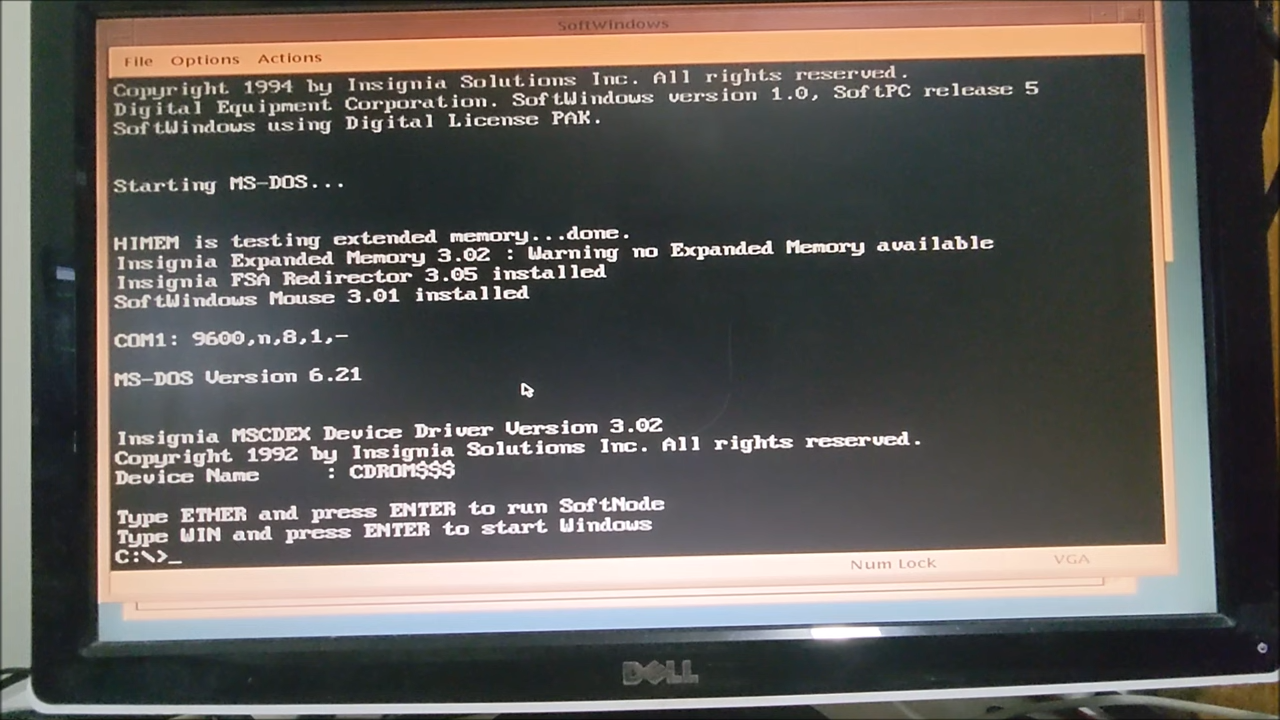 SoftWindows
File Options Actions
Copyright 1994 by Insignia Solutions Inc. All rights reserved.
Digital Equipment Corporation. SoftWindows version 1.0, SoftPC release 5
SoftWindows using Digital License PAK.
Starting MS-DOS...
HIMEM is testing extended memory...done.
Insignia Expanded Memory 3.02 : Warning no Expanded Memory available
Insignia FSA Redirector 3.05 installed
SoftWindows Mouse 3.01 installed
COM1: 9600,n,8,1,-
MS-DOS Version 6.21
Insignia MSCDEX Device Driver Version 3.02
Copyright 1992 by Insignia Solutions Inc. All rights reserved.
Device Name : CDROM$$$
Type ETHER and press ENTER to run SoftNode
Type WIN and press ENTER to start Windows
C:\>_
Num Lock VGA
DELL